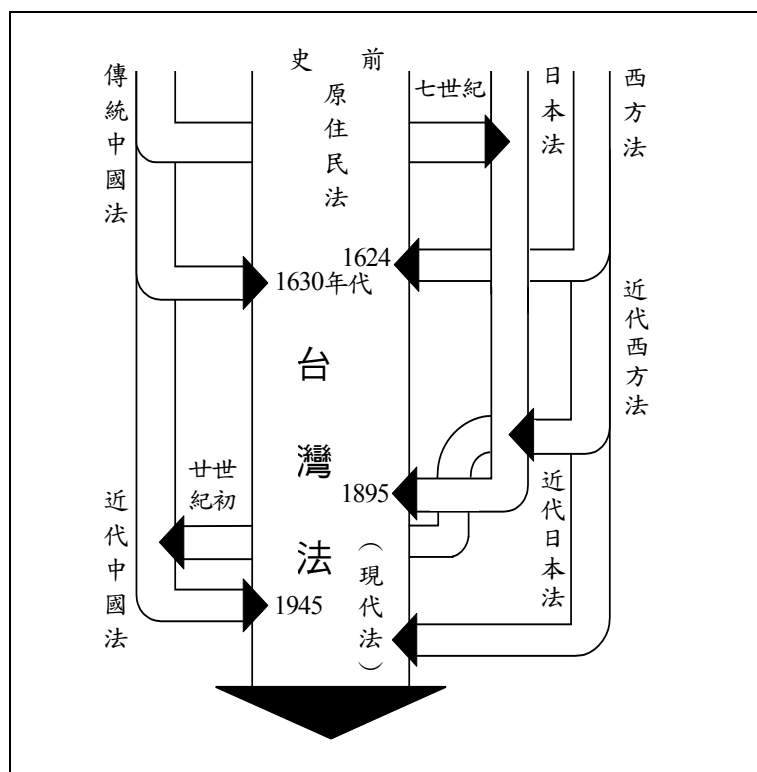 史前
原住民法
傳統中國法
七世紀
日本法
西方法
1624
1630年代
近代西方法
台灣法
廿世
紀初
1895
近代中國法
近代日本法
（現代法）
1945